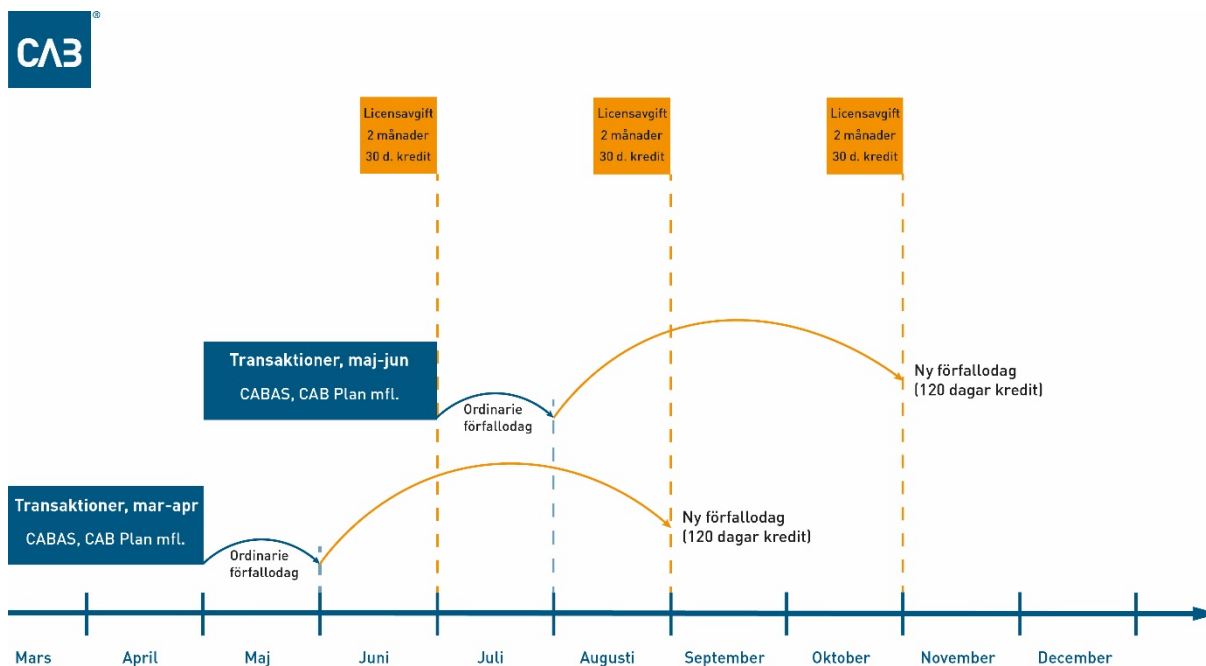 CAB®
Licensavgift
2 månader
30 d. kredit
Licensavgift
2 månader
30 d. kredit
Licensavgift
2 månader
30 d. kredit
Transaktioner, maj-jun
CABAS, CAB Plan mfl.
Ordinarie
förfallodag
Ny förfallodag
(120 dagar kredit)
Transaktioner, mar-apr
CABAS, CAB Plan mfl.
Ordinarie
förfallodag
Ny förfallodag
(120 dagar kredit)
Mars April Maj Juni Juli Augusti September Oktober November December